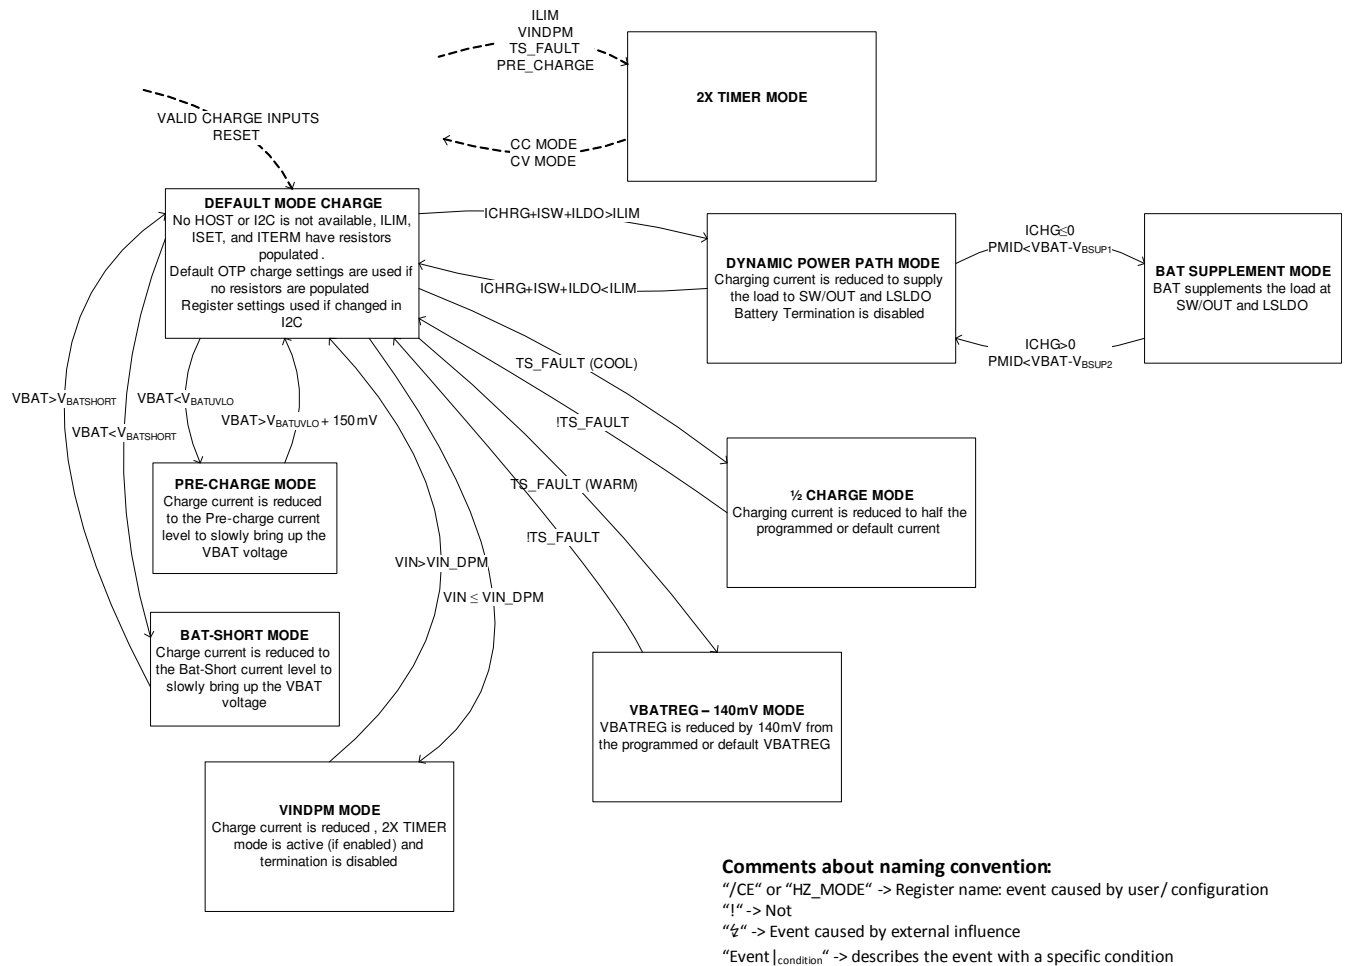 ILIM
VINDPM
TS_FAULT
PRE_CHARGE
2X TIMER MODE
VALID CHARGE INPUTS
RESET
CC MODE
CV MODE
DEFAULT MODE CHARGE
No HOST or I2C is not available, ILIM,
ISET, and ITERM have resistors
populated .
Default OTP charge settings are used if
no resistors are populated
Register settings used if changed in
I2C
ICHRG+ISW+ILDO>ILIM
ICHRG+ISW+ILDO<ILIM
DYNAMIC POWER PATH MODE
Charging current is reduced to supply
the load to SW/OUT and LSLDO
Battery Termination is disabled
ICHG≤0
PMID<VBAT-VBSUP1
ICHG>0
PMID<VBAT-VBSUP2
BAT SUPPLEMENT MODE
BAT supplements the load at
SW/OUT and LSLDO
VBAT>VBATSHORT
VBAT<VBATSHORT
VBAT<VBATUVLO
VBAT>VBATUVLO + 150mV
TS_FAULT (COOL)
!TS_FAULT
½ CHARGE MODE
Charging current is reduced to half the
programmed or default current
PRE-CHARGE MODE
Charge current is reduced
to the Pre-charge current
level to slowly bring up the
VBAT voltage
TS_FAULT (WARM)
!TS_FAULT
VIN>VIN_DPM
VIN ≤ VIN_DPM
BAT-SHORT MODE
Charge current is reduced to
the Bat-Short current level to
slowly bring up the VBAT
voltage
VBATREG – 140mV MODE
VBATREG is reduced by 140mV from
the programmed or default VBATREG
VINDPM MODE
Charge current is reduced , 2X TIMER
mode is active (if enabled) and
termination is disabled
Comments about naming convention:
“/CE“ or “HZ_MODE“ -> Register name: event caused by user/ configuration
“!“ -> Not
“↯“ -> Event caused by external influence
“Event|condition“ -> describes the event with a specific condition